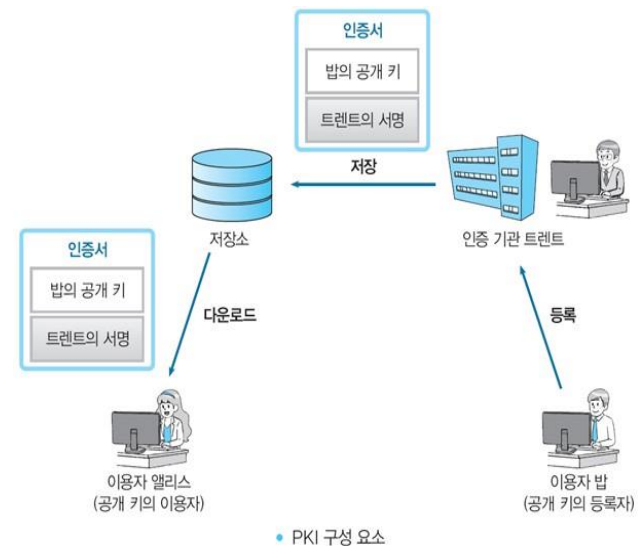 인증서
밥의 공개 키
트렌트의 서명
저장
저장소
인증 기관 트렌트
인증서
밥의 공개 키
트렌트의 서명
다운로드
등록
이용자 앨리스
(공개 키의 이용자)
이용자 밥
(공개 키의 등록자)
• PKI 구성 요소